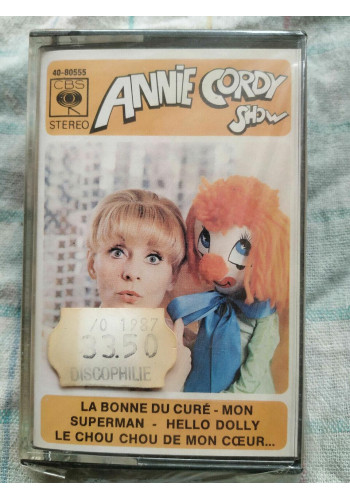 40-80555
CBS
STEREO
ANNIE CORDY
SHOW
/0 1987
33.50
DISCOPHILIE
LA BONNE DU CURÉ - MON
SUPERMAN - HELLO DOLLY
LE CHOU CHOU DE MON CŒUR...